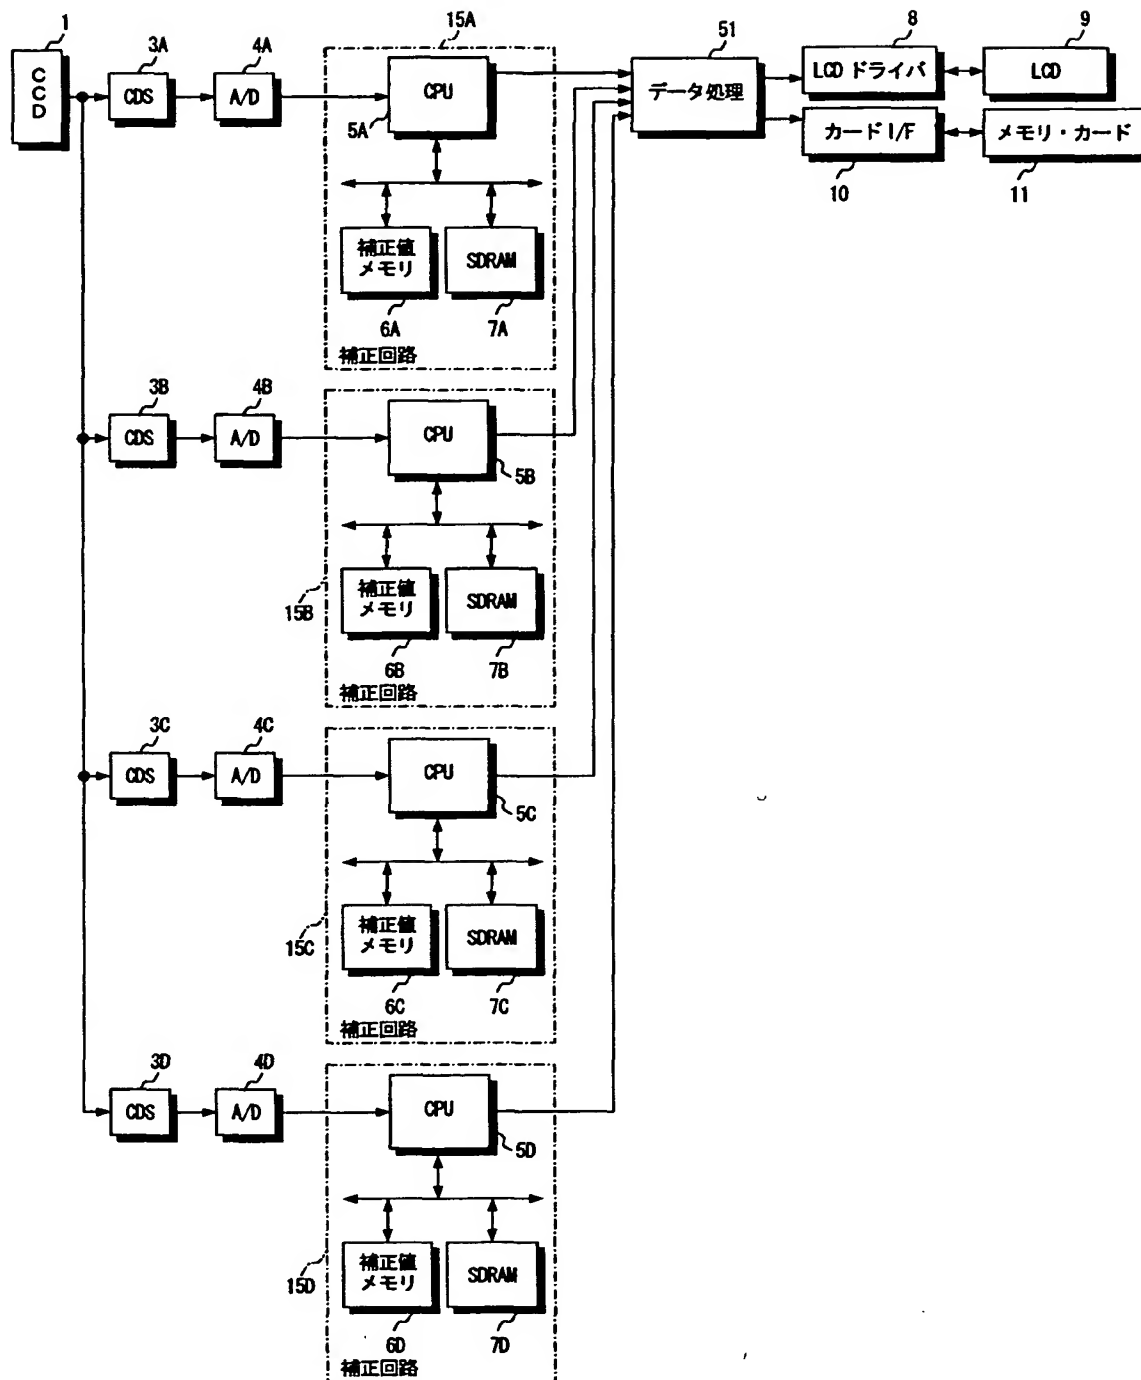 1
CCD
3A
CDS
4A
A/D
15A
CPU
5A
補正値
メモリ
6A
SDRAM
7A
補正回路
51
データ処理
8
LCD ドライバ
9
LCD
カード I/F
10
メモリ・カード
11
3B
CDS
4B
A/D
CPU
5B
15B
補正値
メモリ
6B
SDRAM
7B
補正回路
3C
CDS
4C
A/D
CPU
5C
15C
補正値
メモリ
6C
SDRAM
7C
補正回路
3D
CDS
4D
A/D
CPU
5D
15D
補正値
メモリ
6D
SDRAM
7D
補正回路